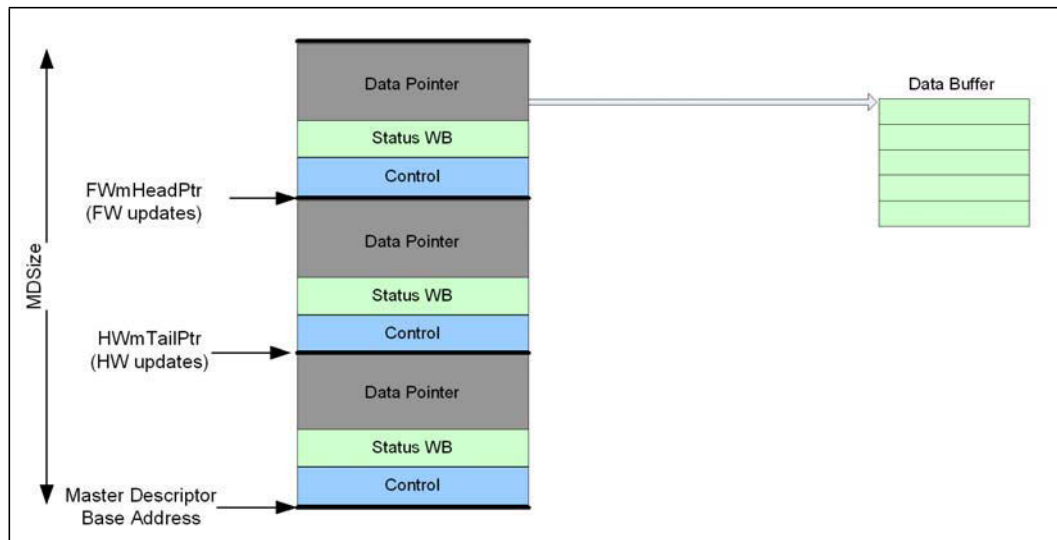 Data Pointer
Data Buffer
Status WB
Control
FWmHeadPtr
(FW updates)
Data Pointer
MDSize
Status WB
Control
HWmTailPtr
(HW updates)
Data Pointer
Status WB
Control
Master Descriptor
Base Address